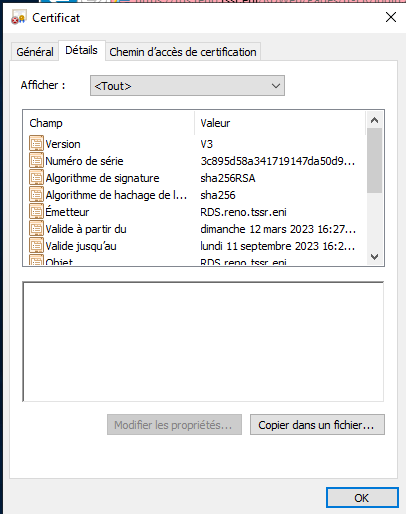 Certificat
Général
Détails
Chemin d'accès de certification
Afficher :
<Tout>
Champ Valeur
Version V3
Numéro de série 3c895d58a341719147da50d9...
Algorithme de signature sha256RSA
Algorithme de hachage de l... sha256
Émetteur RDS.reno.tssr.eni
Valide à partir du dimanche 12 mars 2023 16:27...
Valide jusqu'au lundi 11 septembre 2023 16:...
Objet RDS.reno.tssr.eni
Modifier les propriétés...
Copier dans un fichier...
OK